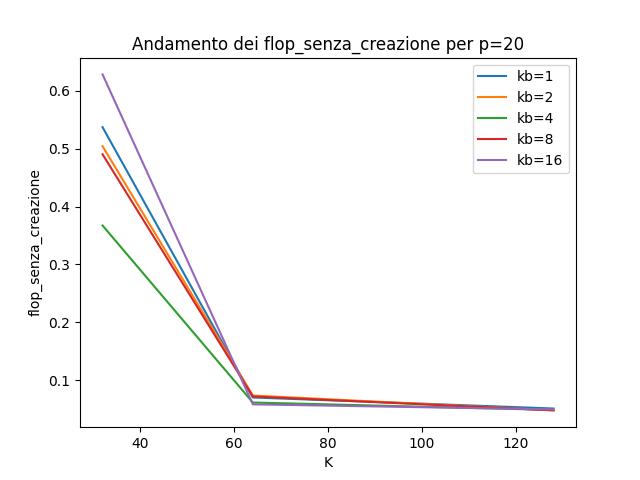 Andamento dei flop_senza_creazione per p=20
kb=1
kb=2
kb=4
kb=8
kb=16
flop_senza_creazione
0.6
0.5
0.4
0.3
0.2
0.1
40
60
80
100
120
K